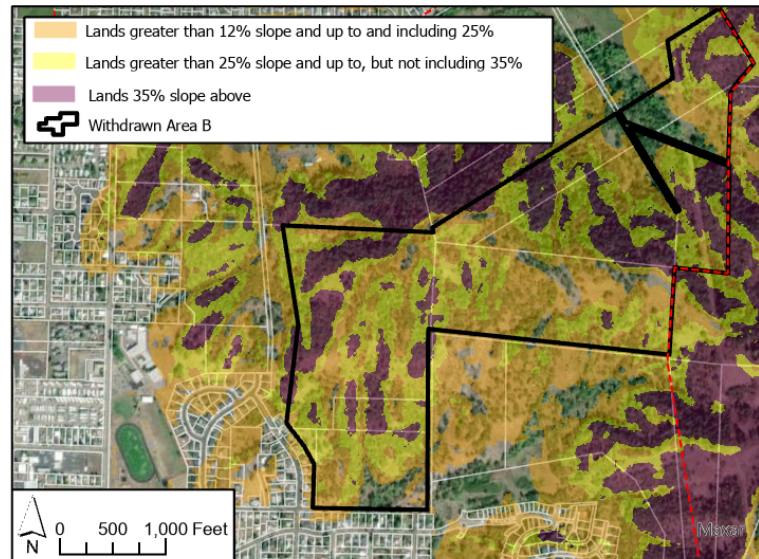 Lands greater than 12% slope and up to and including 25%
Lands greater than 25% slope and up to, but not including 35%
Lands 35% slope above
Withdrawn Area B
N
0 500 1,000 Feet
Maxar